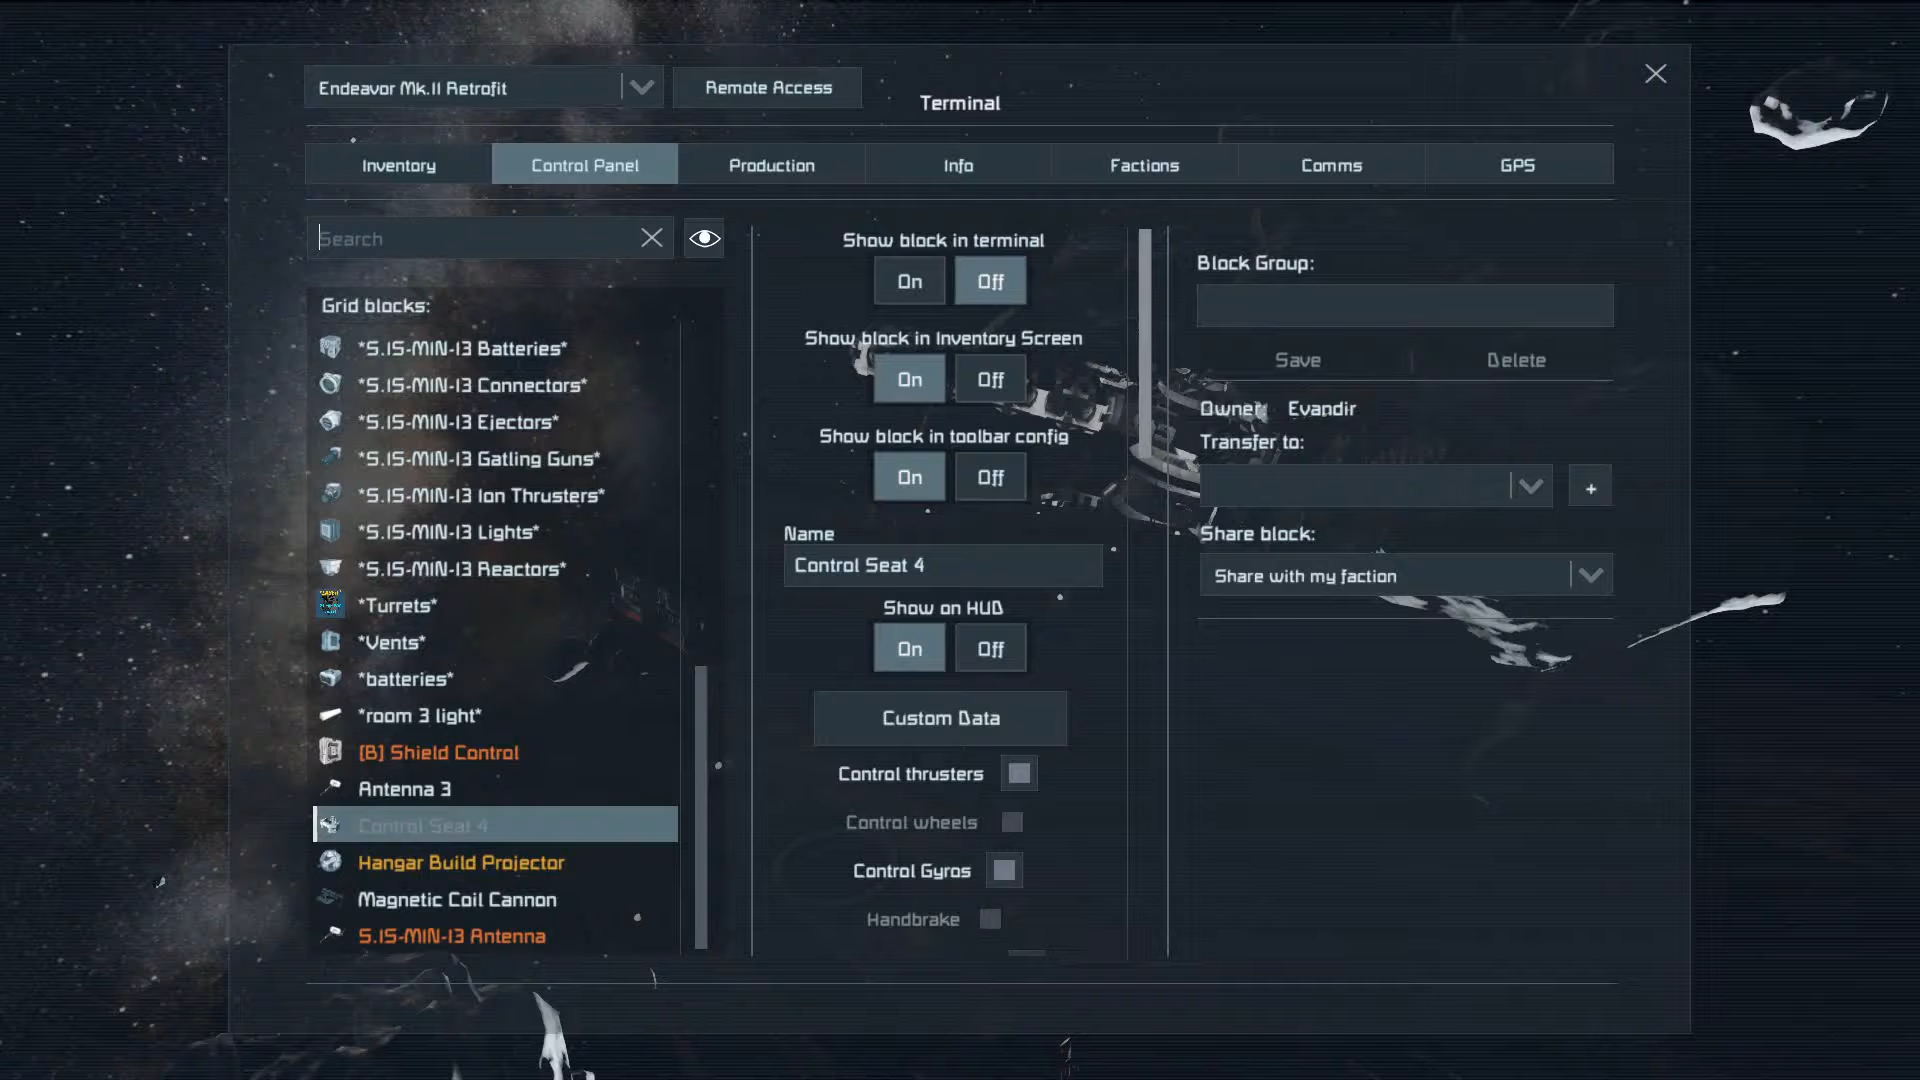 Endeavor Mk.II Retrofit
Remote Access
Terminal
Inventory
Control Panel
Production
Info
Factions
Comms
GPS
Search
Grid blocks:
*S.IS-MIN-13 Batteries*
*S.IS-MIN-13 Connectors*
*S.IS-MIN-13 Ejectors*
*S.IS-MIN-13 Gatling Guns*
*S.IS-MIN-13 Ion Thrusters*
*S.IS-MIN-13 Lights*
*S.IS-MIN-13 Reactors*
*Turrets*
*Vents*
*batteries*
*room 3 light*
[B] Shield Control
Antenna 3
Control Seat 4
Hangar Build Projector
Magnetic Coil Cannon
S.IS-MIN-13 Antenna
Show block in terminal
On Off
Show block in Inventory Screen
On Off
Show block in toolbar config
On Off
Name
Control Seat 4
Show on HUD
On Off
Custom Data
Control thrusters
Control wheels
Control Gyros
Handbrake
Block Group:
Save Delete
Owner: Evandir
Transfer to:
+
Share block:
Share with my faction